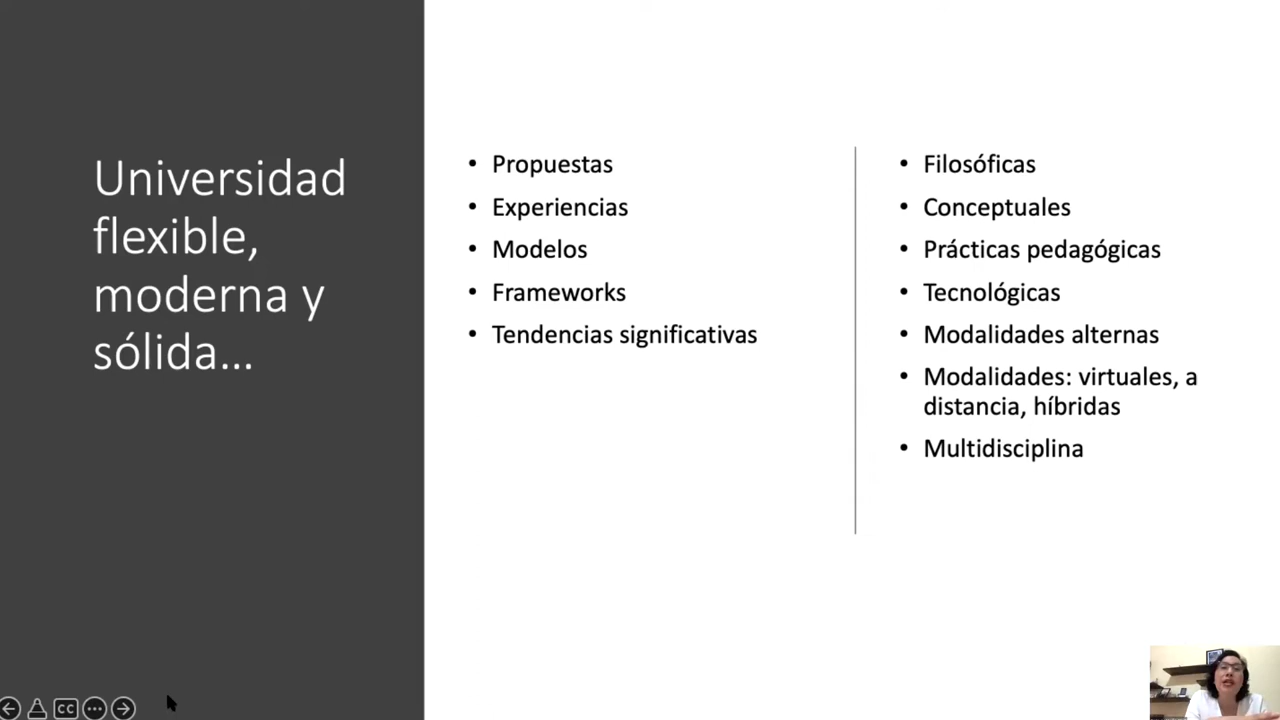 Universidad
flexible,
moderna y
sólida...
• Propuestas
• Experiencias
• Modelos
• Frameworks
• Tendencias significativas
• Filosóficas
• Conceptuales
• Prácticas pedagógicas
• Tecnológicas
• Modalidades alternas
• Modalidades: virtuales, a
distancia, híbridas
• Multidisciplina
CC